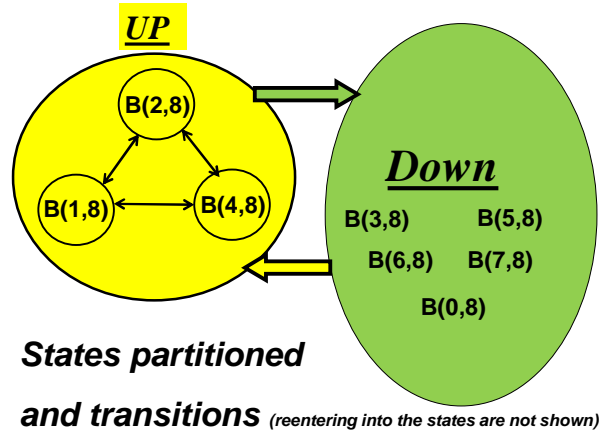 UP
B(2,8)
B(1,8)
B(4,8)
Down
B(3,8) B(5,8)
B(6,8) B(7,8)
B(0,8)
States partitioned
and transitions (reentering into the states are not shown)